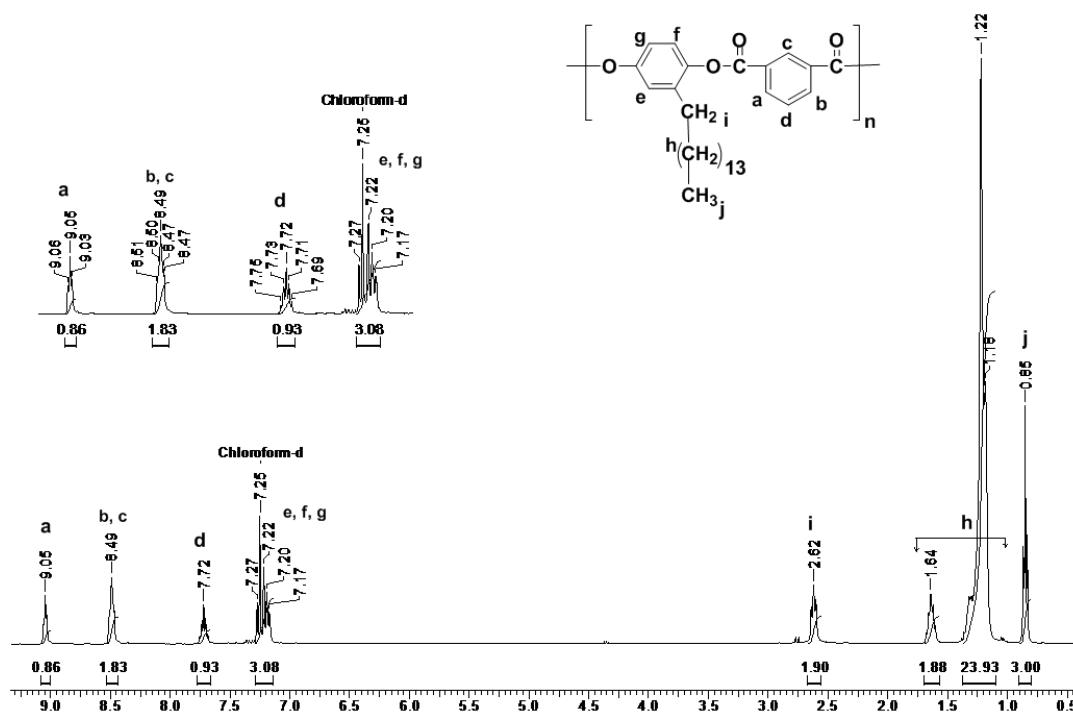 1.22
g
f
O
c
O
O
O
C
C
e
a
b
d
n
CH2 i
h
(CH2)13
CH3 j
Chloroform-d
7.25
e, f, g
7.22
7.27
7.20
7.17
a
9.06
9.05
9.03
b, c
8.51
8.50
8.49
8.47
8.47
d
7.75
7.73
7.72
7.71
7.69
0.86
1.83
0.93
3.08
1.18
j
0.85
Chloroform-d
7.25
e, f, g
7.27
7.22
7.20
7.17
a
9.05
b, c
8.49
d
7.72
i
2.62
h
1.64
0.86
1.83
0.93
3.08
1.90
1.88
23.93
3.00
9.0 8.5 8.0 7.5 7.0 6.5 6.0 5.5 5.0 4.5 4.0 3.5 3.0 2.5 2.0 1.5 1.0 0.5